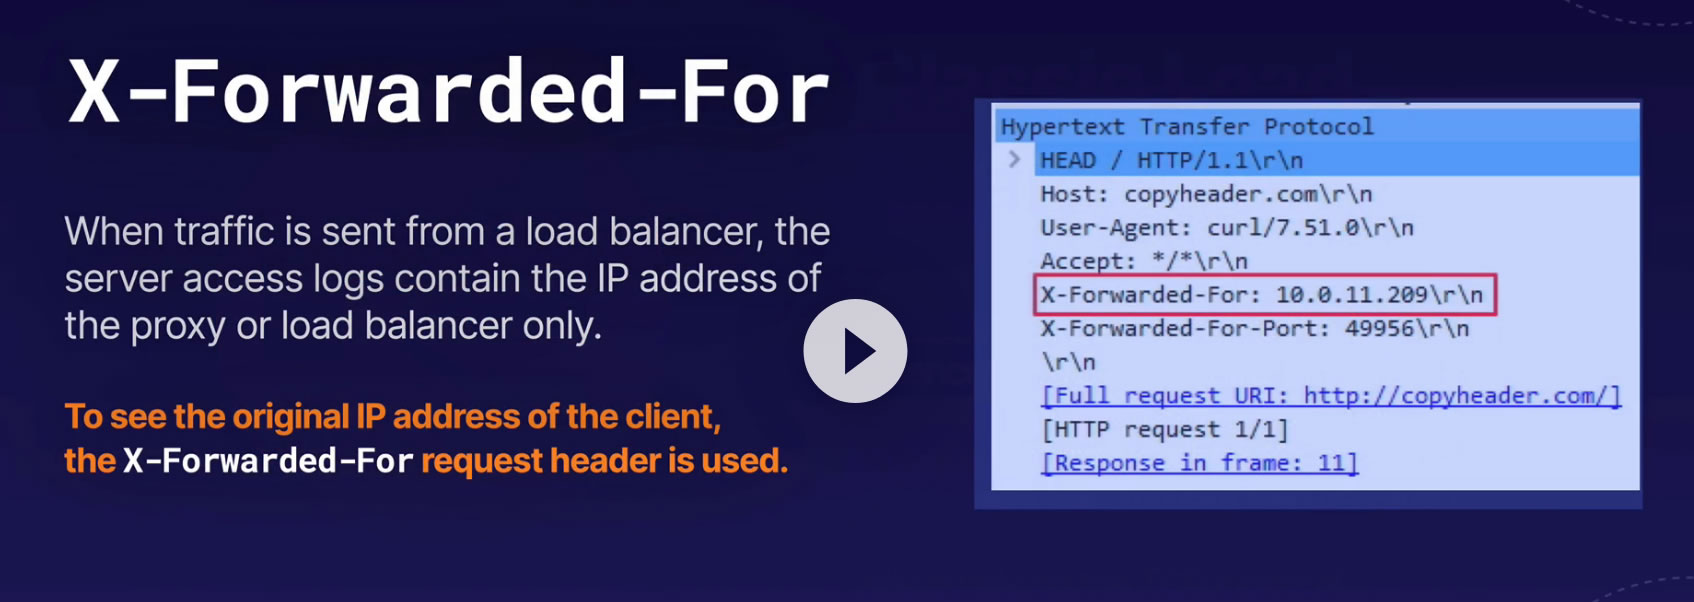 X-Forwarded-For
When traffic is sent from a load balancer, the
server access logs contain the IP address of
the proxy or load balancer only.
To see the original IP address of the client,
the X-Forwarded-For request header is used.
Hypertext Transfer Protocol
HEAD / HTTP/1.1\r\n
Host: copyheader.com\r\n
User-Agent: curl/7.51.0\r\n
Accept: */*\r\n
X-Forwarded-For: 10.0.11.209\r\n
X-Forwarded-For-Port: 49956\r\n
\r\n
[Full request URI: http://copyheader.com/]
[HTTP request 1/1]
[Response in frame: 11]